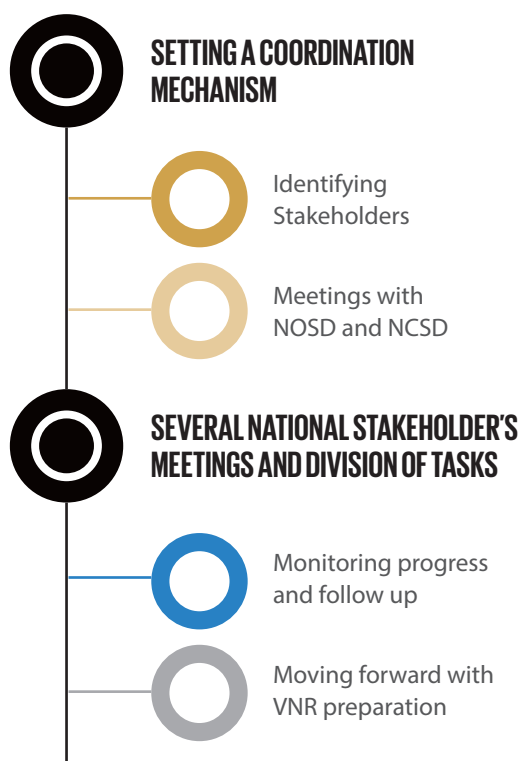 SETTING A COORDINATION
MECHANISM
Identifying
Stakeholders
Meetings with
NOSD and NCSD
SEVERAL NATIONAL STAKEHOLDER'S
MEETINGS AND DIVISION OF TASKS
Monitoring progress
and follow up
Moving forward with
VNR preparation